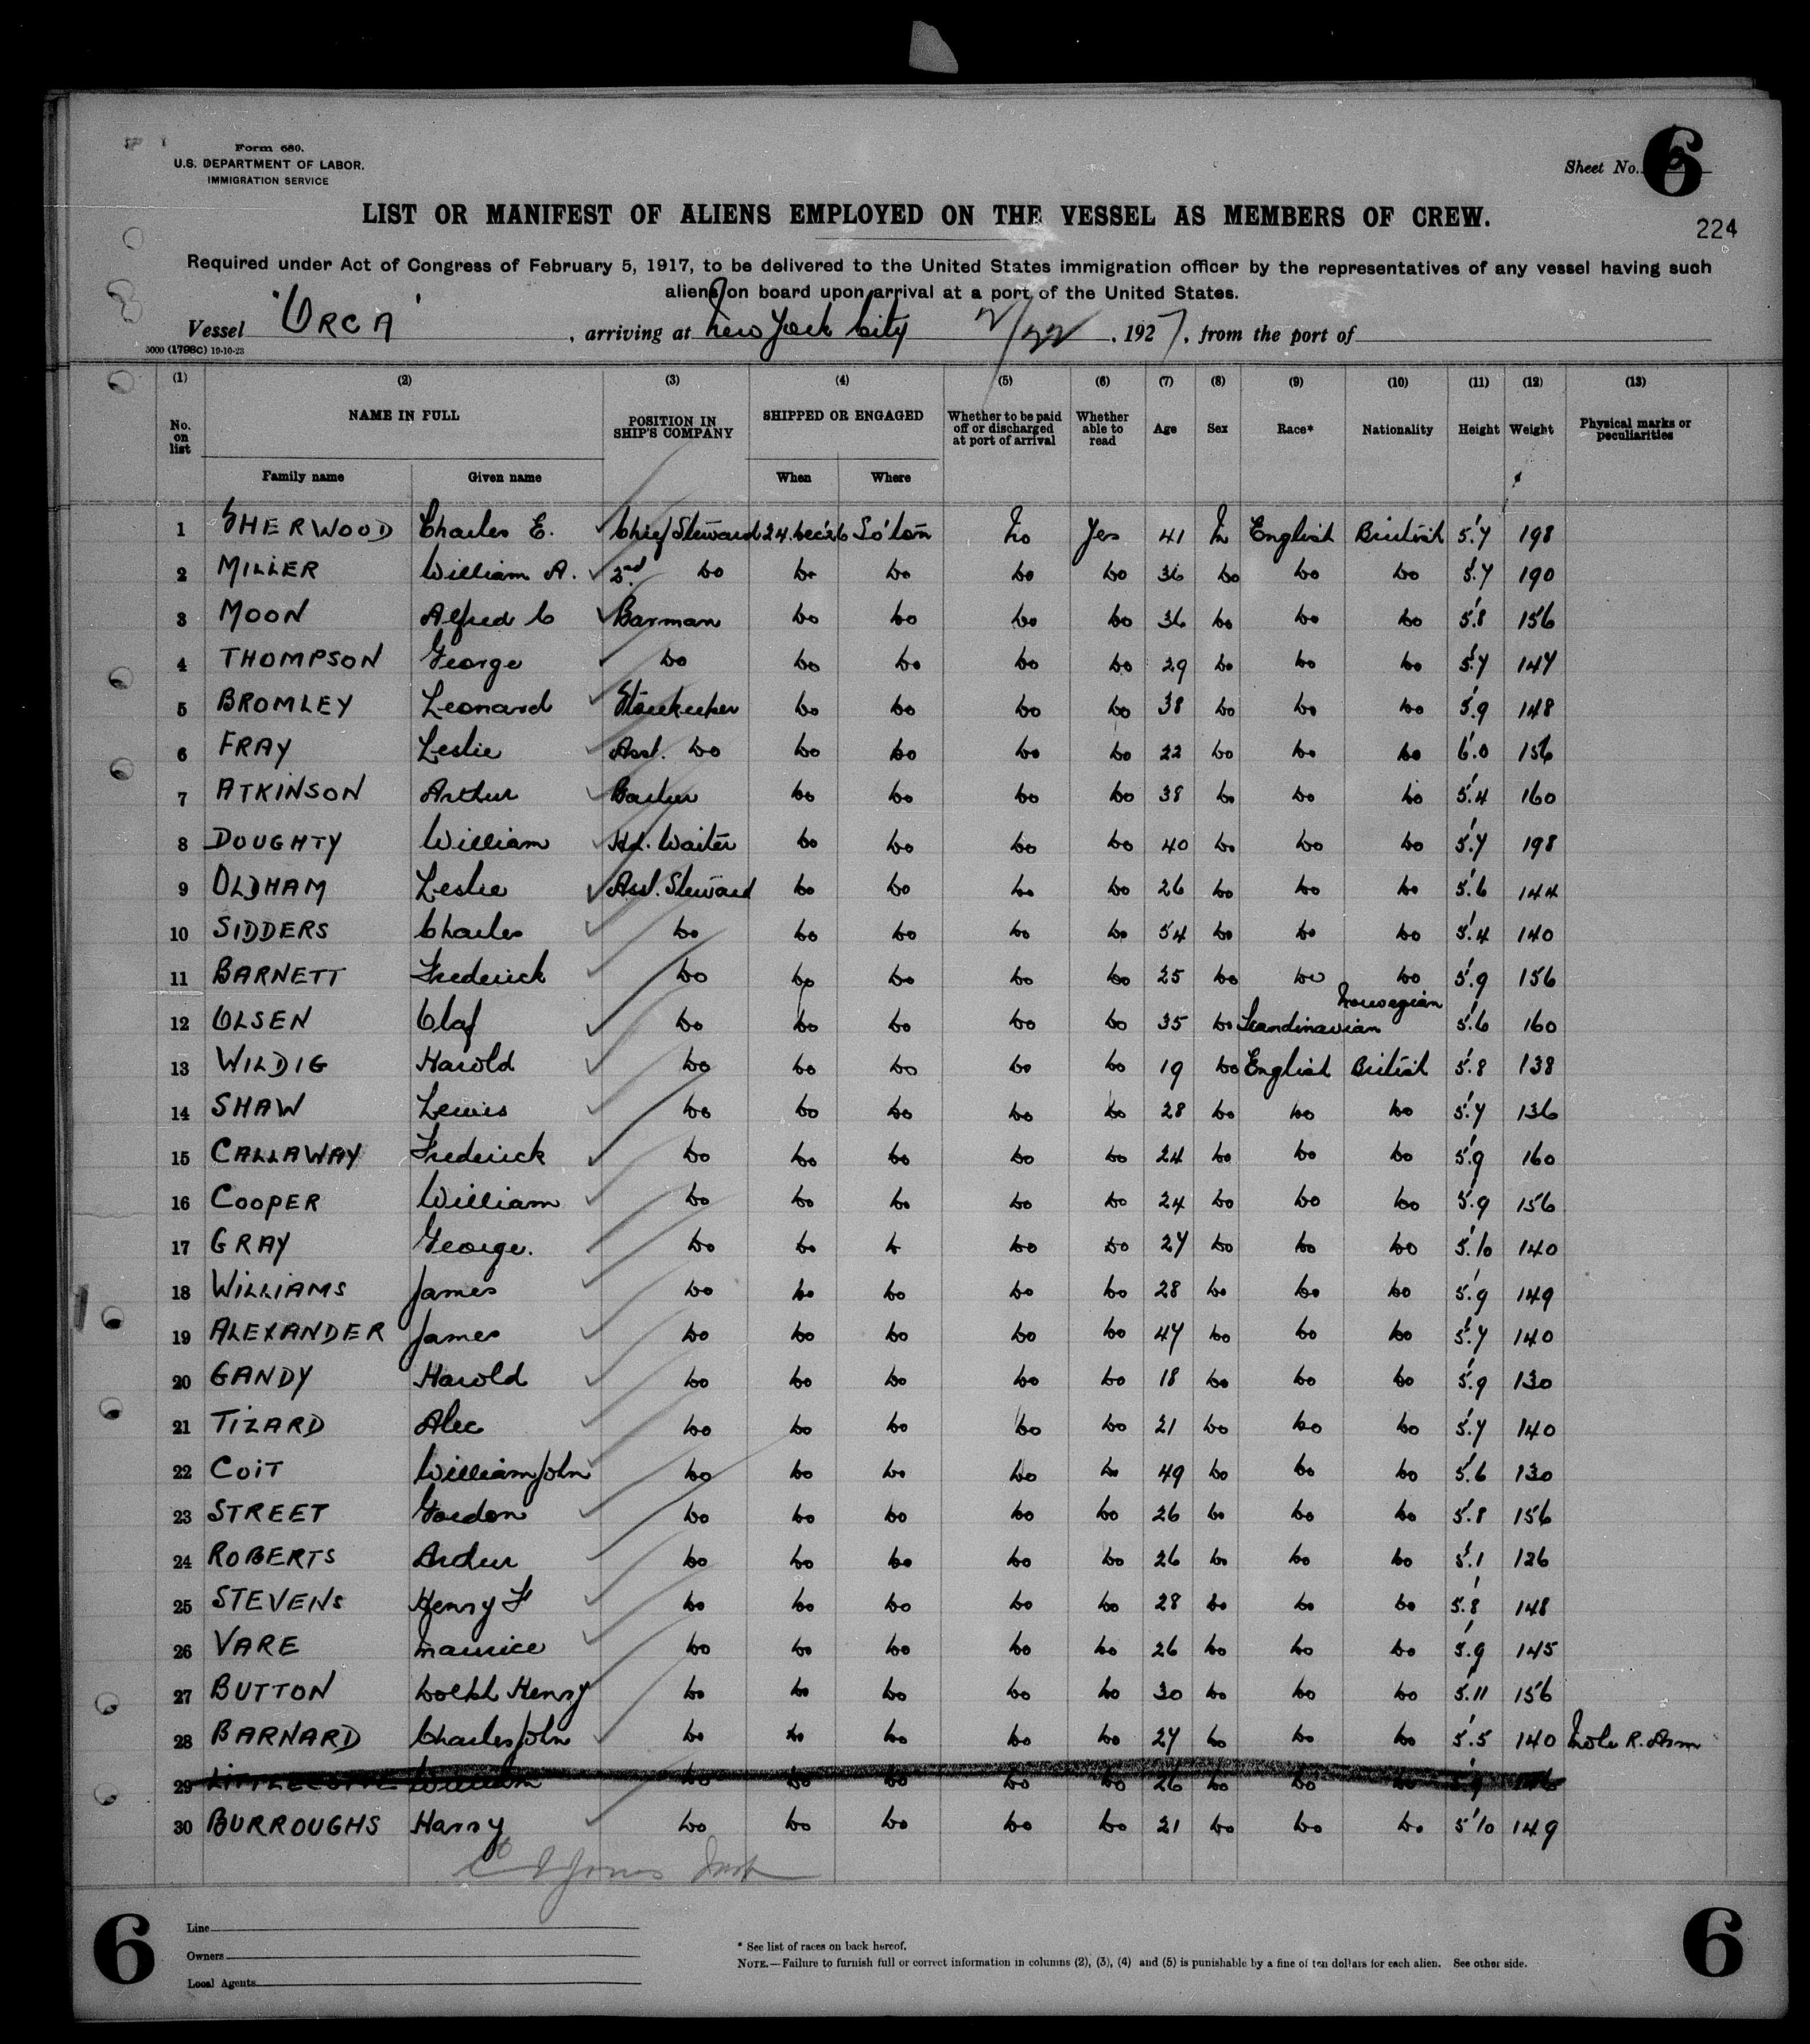 Form 680.
U.S. DEPARTMENT OF LABOR.
IMMIGRATION SERVICE
Sheet No. 6
LIST OR MANIFEST OF ALIENS EMPLOYED ON THE VESSEL AS MEMBERS OF CREW.
224
Required under Act of Congress of February 5, 1917, to be delivered to the United States immigration officer by the representatives of any vessel having such
aliens on board upon arrival at a port of the United States.
Vessel 'ORCA', arriving at New York City 2/22, 1927, from the port of
5000 (1798C) 19-10-23
(1) (2) (3) (4) (5) (6) (7) (8) (9) (10) (11) (12) (13)
No. on list NAME IN FULL POSITION IN SHIP'S COMPANY SHIPPED OR ENGAGED Whether to be paid off or discharged at port of arrival Whether able to read Age Sex Race* Nationality Height Weight Physical marks or peculiarities
Family name Given name When Where
1 SHERWOOD Charles E. Chief Steward 24.Dec'26 So'ton No Yes 41 M English British 5'.7 198
2 MILLER William A. 2nd. Do Do Do Do Do 36 Do Do Do 5'.7 190
3 MOON Alfred C Barman Do Do Do Do 36 Do Do Do 5'.8 156
4 THOMPSON George Do Do Do Do Do 29 Do Do Do 5'.7 147
5 BROMLEY Leonard Storekeeper Do Do Do Do 38 Do Do Do 5'.9 148
6 FRAY Leslie Asst. Do Do Do Do Do 22 Do Do Do 6'.0 156
7 ATKINSON Arthur Barber Do Do Do Do 38 Do Do Do 5'.4 160
8 DOUGHTY William Hd. Waiter Do Do Do Do 40 Do Do Do 5'.7 198
9 OLDHAM Leslie Asst. Steward Do Do Do Do 26 Do Do Do 5'.6 144
10 SIDDERS Charles Do Do Do Do Do 54 Do Do Do 5'.4 140
11 BARNETT Frederick Do Do Do Do Do 25 Do Do Do 5'.9 156
12 OLSEN Olaf Do Do Do Do Do 35 Do Scandinavian Norwegian 5'.6 160
13 WILDIG Harold Do Do Do Do Do 19 Do English British 5'.8 138
14 SHAW Lewis Do Do Do Do Do 28 Do Do Do 5'.7 136
15 CALLAWAY Frederick Do Do Do Do Do 24 Do Do Do 5'.9 160
16 COOPER William Do Do Do Do Do 24 Do Do Do 5'.9 156
17 GRAY George. Do Do Do Do 27 Do Do Do 5'.10 140
18 WILLIAMS James Do Do Do Do Do 28 Do Do Do 5'.9 149
19 ALEXANDER James Do Do Do Do Do 47 Do Do Do 5'.7 140
20 GANDY Harold Do Do Do Do Do 18 Do Do Do 5'.9 130
21 TIZARD Alec Do Do Do Do Do 21 Do Do Do 5'.7 140
22 COIT William John Do Do Do Do Do 49 Do Do Do 5'.6 130
23 STREET Gordon Do Do Do Do Do 26 Do Do Do 5'.8 156
24 ROBERTS Do Do Do Do Do 26 Do Do Do 5'.1 126
25 STEVENS Henry F Do Do Do Do Do 28 Do Do Do 5'.8 148
26 VARE Maurice Do Do Do Do Do 26 Do Do Do 5'.9 145
27 BUTTON Henry Do Do Do Do Do 30 Do Do Do 5'.11 156
28 BARNARD Charles John Do Do Do Do Do 27 Do Do Do 5'.5 140 Mole R. Arm
29 William Do Do Do Do Do 26 Do Do Do
30 BURROUGHS Harry Do Do Do Do Do 21 Do Do Do 5'10 149
6
Line
Owners
Local Agents
* See list of races on back hereof.
NOTE.—Failure to furnish full or correct information in columns (2), (3), (4) and (5) is punishable by a fine of ten dollars for each alien. See other side.
6